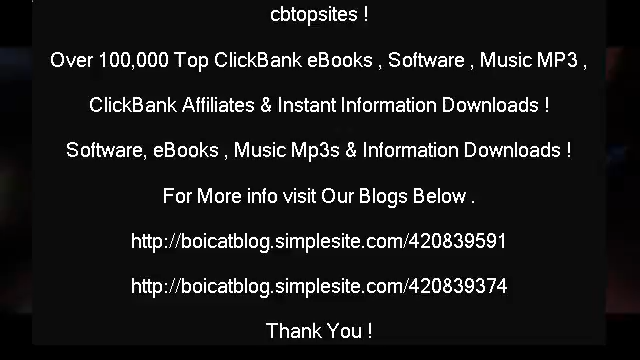 cbtopsites !
Over 100,000 Top ClickBank eBooks , Software , Music MP3 ,
ClickBank Affiliates & Instant Information Downloads !
Software, eBooks , Music Mp3s & Information Downloads !
For More info visit Our Blogs Below .
http://boicatblog.simplesite.com/420839591
http://boicatblog.simplesite.com/420839374
Thank You !